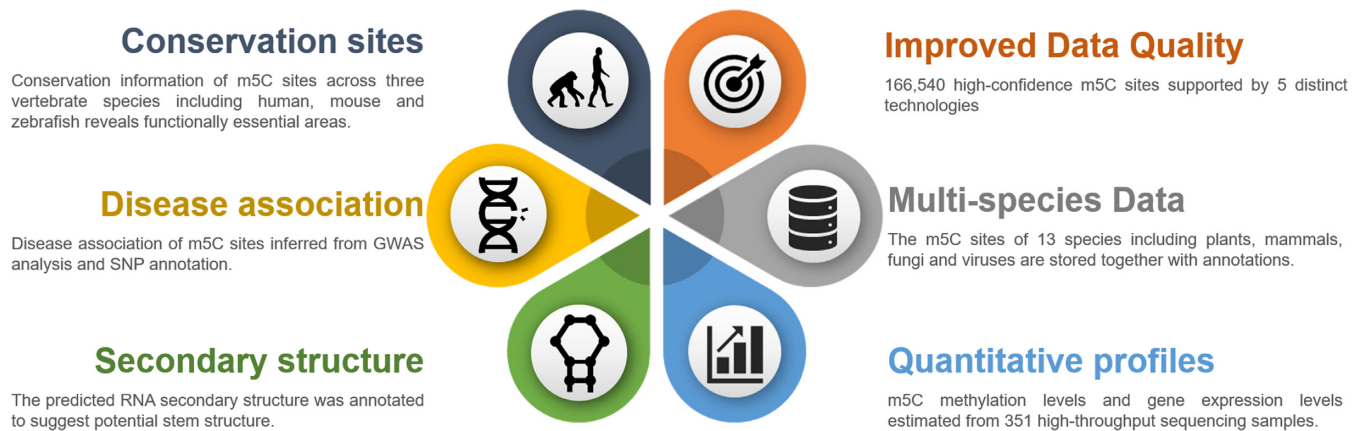 Conservation sites
Conservation information of m5C sites across three
vertebrate species including human, mouse and
zebrafish reveals functionally essential areas.
Disease association
Disease association of m5C sites inferred from GWAS
analysis and SNP annotation.
Secondary structure
The predicted RNA secondary structure was annotated
to suggest potential stem structure.
Improved Data Quality
166,540 high-confidence m5C sites supported by 5 distinct
technologies
Multi-species Data
The m5C sites of 13 species including plants, mammals,
fungi and viruses are stored together with annotations.
Quantitative profiles
m5C methylation levels and gene expression levels
estimated from 351 high-throughput sequencing samples.